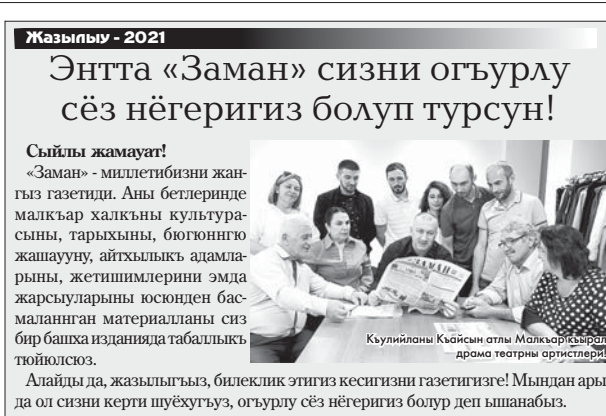 Жазылыу - 2021
Энтта «Заман» сизни огъурлу
сёз нёгеригиз болуп турсун!
Сыйлы жамауат!
«Заман» - миллетибизни жан-
гыз газетиди. Аны бетлеринде
малкъар халкъны культура-
сыны, тарыхыны, бюгюннгю
жашаууну, айтхылыкъ адамла-
рыны, жетишимлерини эмда
жарсыуларыны юсюнден бас-
маланнган материалланы сиз
бир башха изданияда табаллыкъ
тюйюлсюз.
ЗАМАН
Къулийланы Къайсын атлы Малкъар къырал
драма театрны артистлери!
Алайды да, жазылыгъыз, билеклик этигиз кесигизни газетигизге! Мындан ары
да ол сизни керти шуёхугъуз, огъурлу сёз нёгеригиз болур деп ышанабыз.